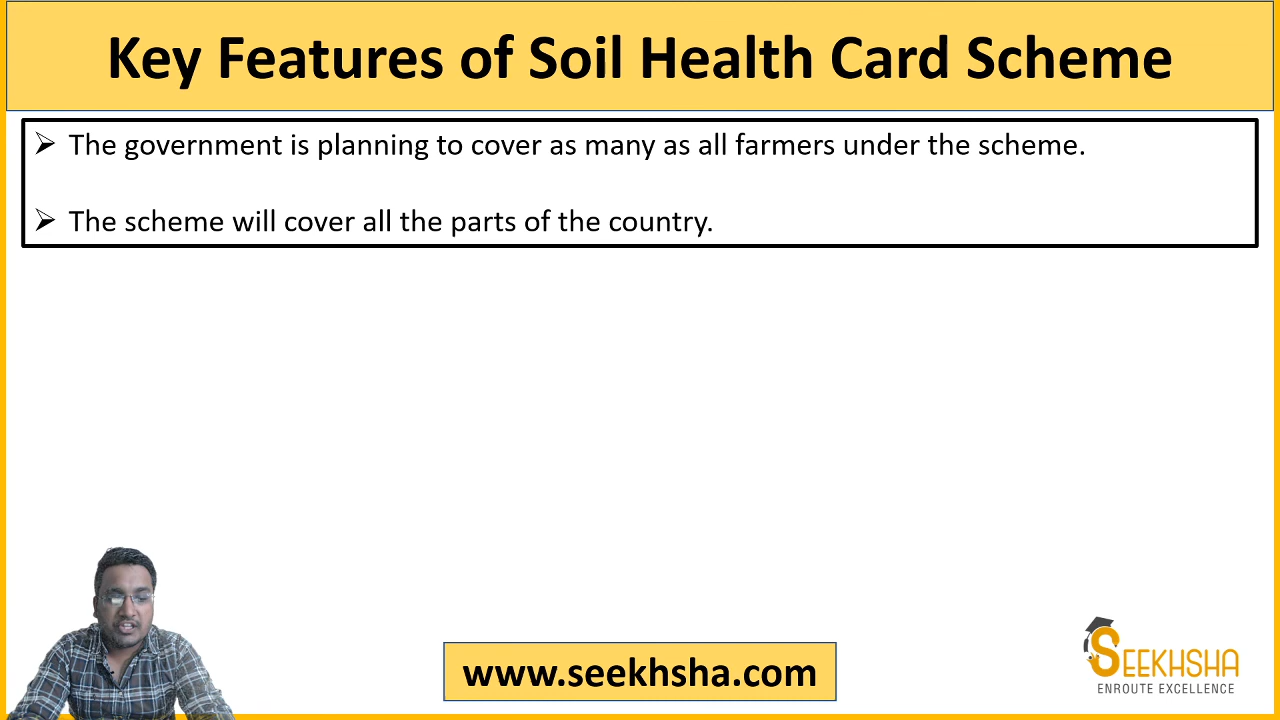 Key Features of Soil Health Card Scheme
➢ The government is planning to cover as many as all farmers under the scheme.
➢ The scheme will cover all the parts of the country.
www.seekhsha.com
SEEKHSHA
ENROUTE EXCELLENCE